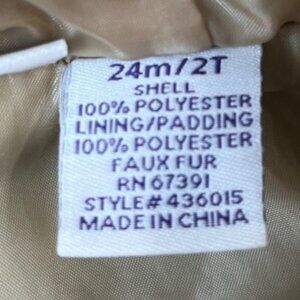 24m/2T
SHELL
100% POLYESTER
LINING/PADDING
100% POLYESTER
FAUX FUR
RN 67391
STYLE# 436015
MADE IN CHINA